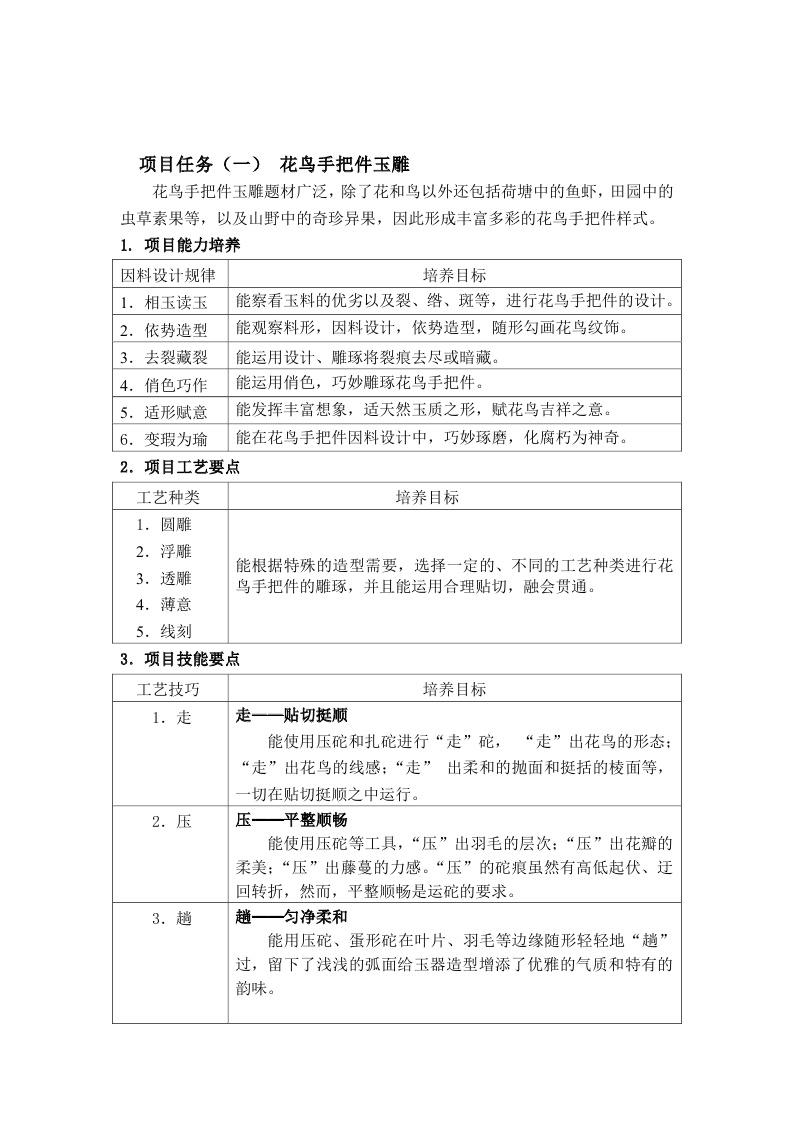 项目任务（一） 花鸟手把件玉雕
花鸟手把件玉雕题材广泛，除了花和鸟以外还包括荷塘中的鱼虾，田园中的
虫草素果等，以及山野中的奇珍异果，因此形成丰富多彩的花鸟手把件样式。
1．项目能力培养
因料设计规律 培养目标
1．相玉读玉 能察看玉料的优劣以及裂、绺、斑等，进行花鸟手把件的设计。
2．依势造型 能观察料形，因料设计，依势造型，随形勾画花鸟纹饰。
3．去裂藏裂 能运用设计、雕琢将裂痕去尽或暗藏。
4．俏色巧作 能运用俏色，巧妙雕琢花鸟手把件。
5．适形赋意 能发挥丰富想象，适天然玉质之形，赋花鸟吉祥之意。
6．变瑕为瑜 能在花鸟手把件因料设计中，巧妙琢磨，化腐朽为神奇。
2．项目工艺要点
工艺种类 培养目标
1．圆雕
2．浮雕
3．透雕
4．薄意
5．线刻
能根据特殊的造型需要，选择一定的、不同的工艺种类进行花
鸟手把件的雕琢，并且能运用合理贴切，融会贯通。
3．项目技能要点
工艺技巧 培养目标
1．走 走——贴切挺顺
能使用压砣和扎砣进行“走”砣， “走”出花鸟的形态；
“走”出花鸟的线感；“走” 出柔和的抛面和挺括的棱面等，
一切在贴切挺顺之中运行。
2．压 压——平整顺畅
能使用压砣等工具，“压”出羽毛的层次；“压”出花瓣的
柔美；“压”出藤蔓的力感。“压”的砣痕虽然有高低起伏、迂
回转折，然而，平整顺畅是运砣的要求。
3．趟 趟——匀净柔和
能用压砣、蛋形砣在叶片、羽毛等边缘随形轻轻地“趟”
过，留下了浅浅的弧面给玉器造型增添了优雅的气质和特有的
韵味。